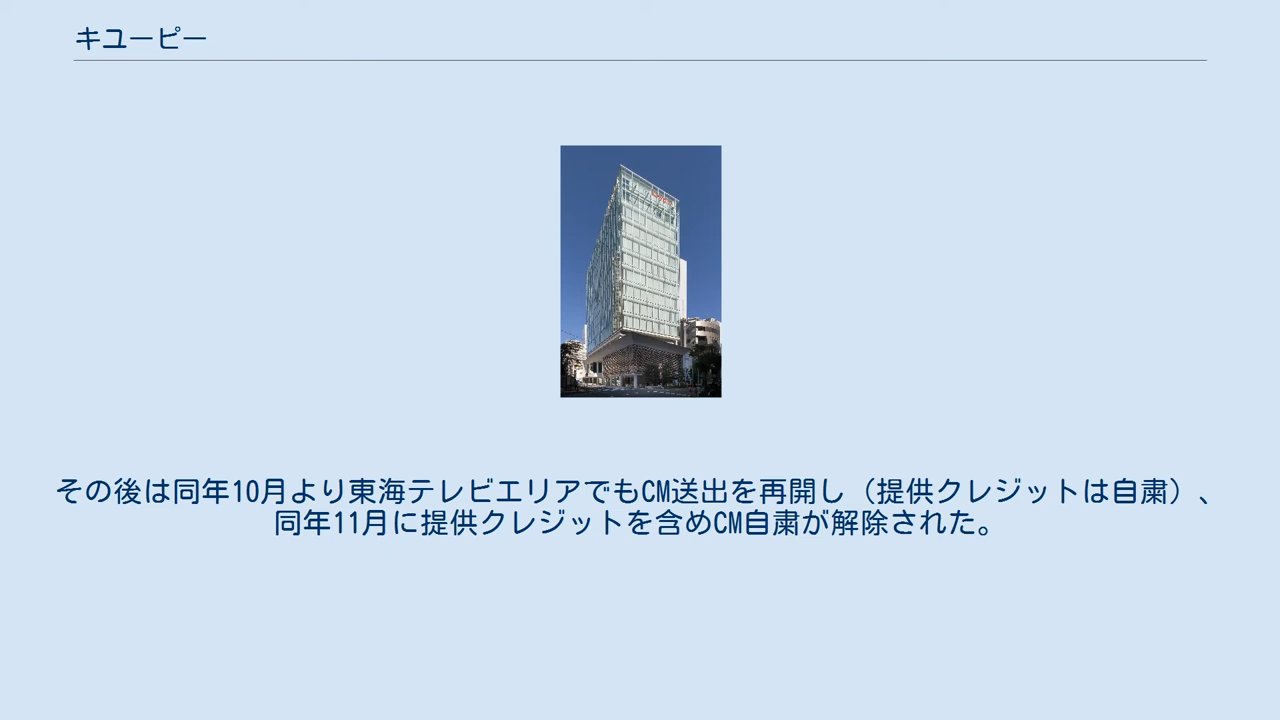 キユーピー
その後は同年10月より東海テレビエリアでもCM送出を再開し（提供クレジットは自粛）、
同年11月に提供クレジットを含めCM自粛が解除された。